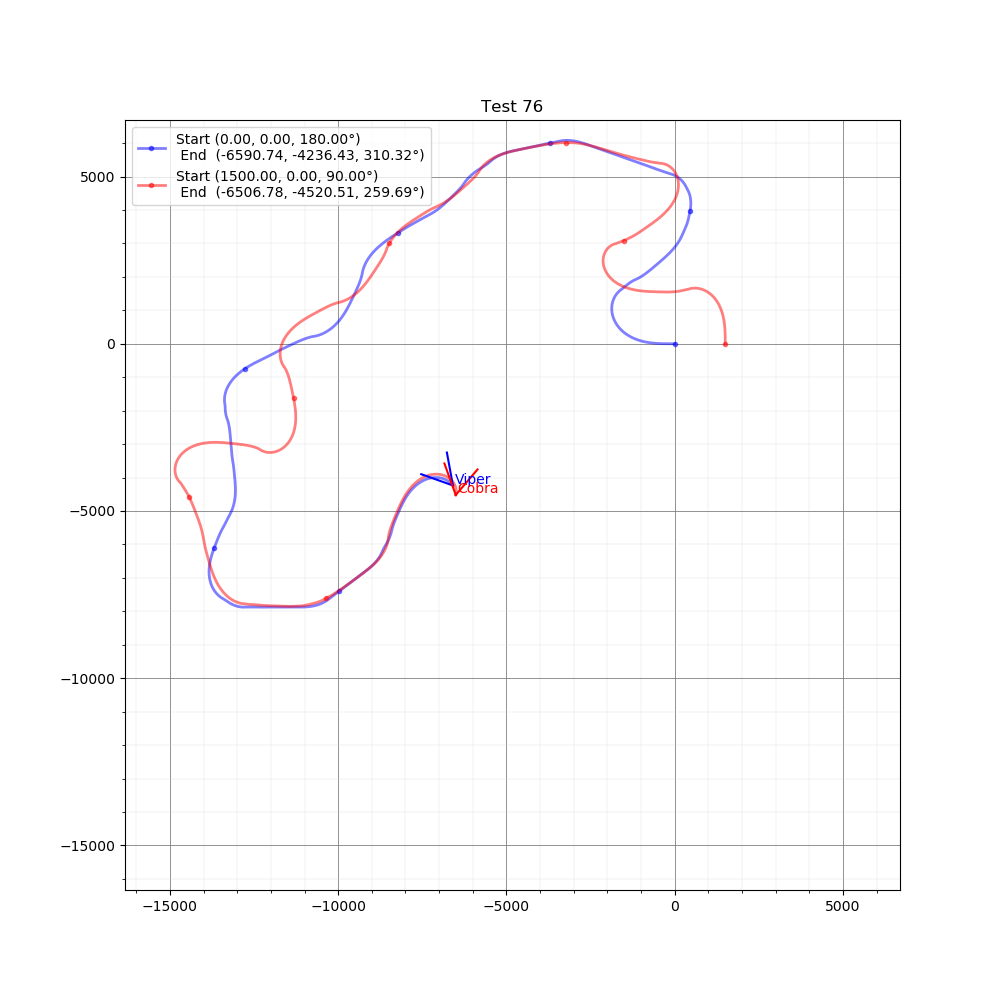 Test 76
Start (0.00, 0.00, 180.00°)
End  (-6590.74, -4236.43, 310.32°)
Start (1500.00, 0.00, 90.00°)
End  (-6506.78, -4520.51, 259.69°)
5000
0
−5000
−10000
−15000
Viper
Cobra
−15000
−10000
−5000
0
5000